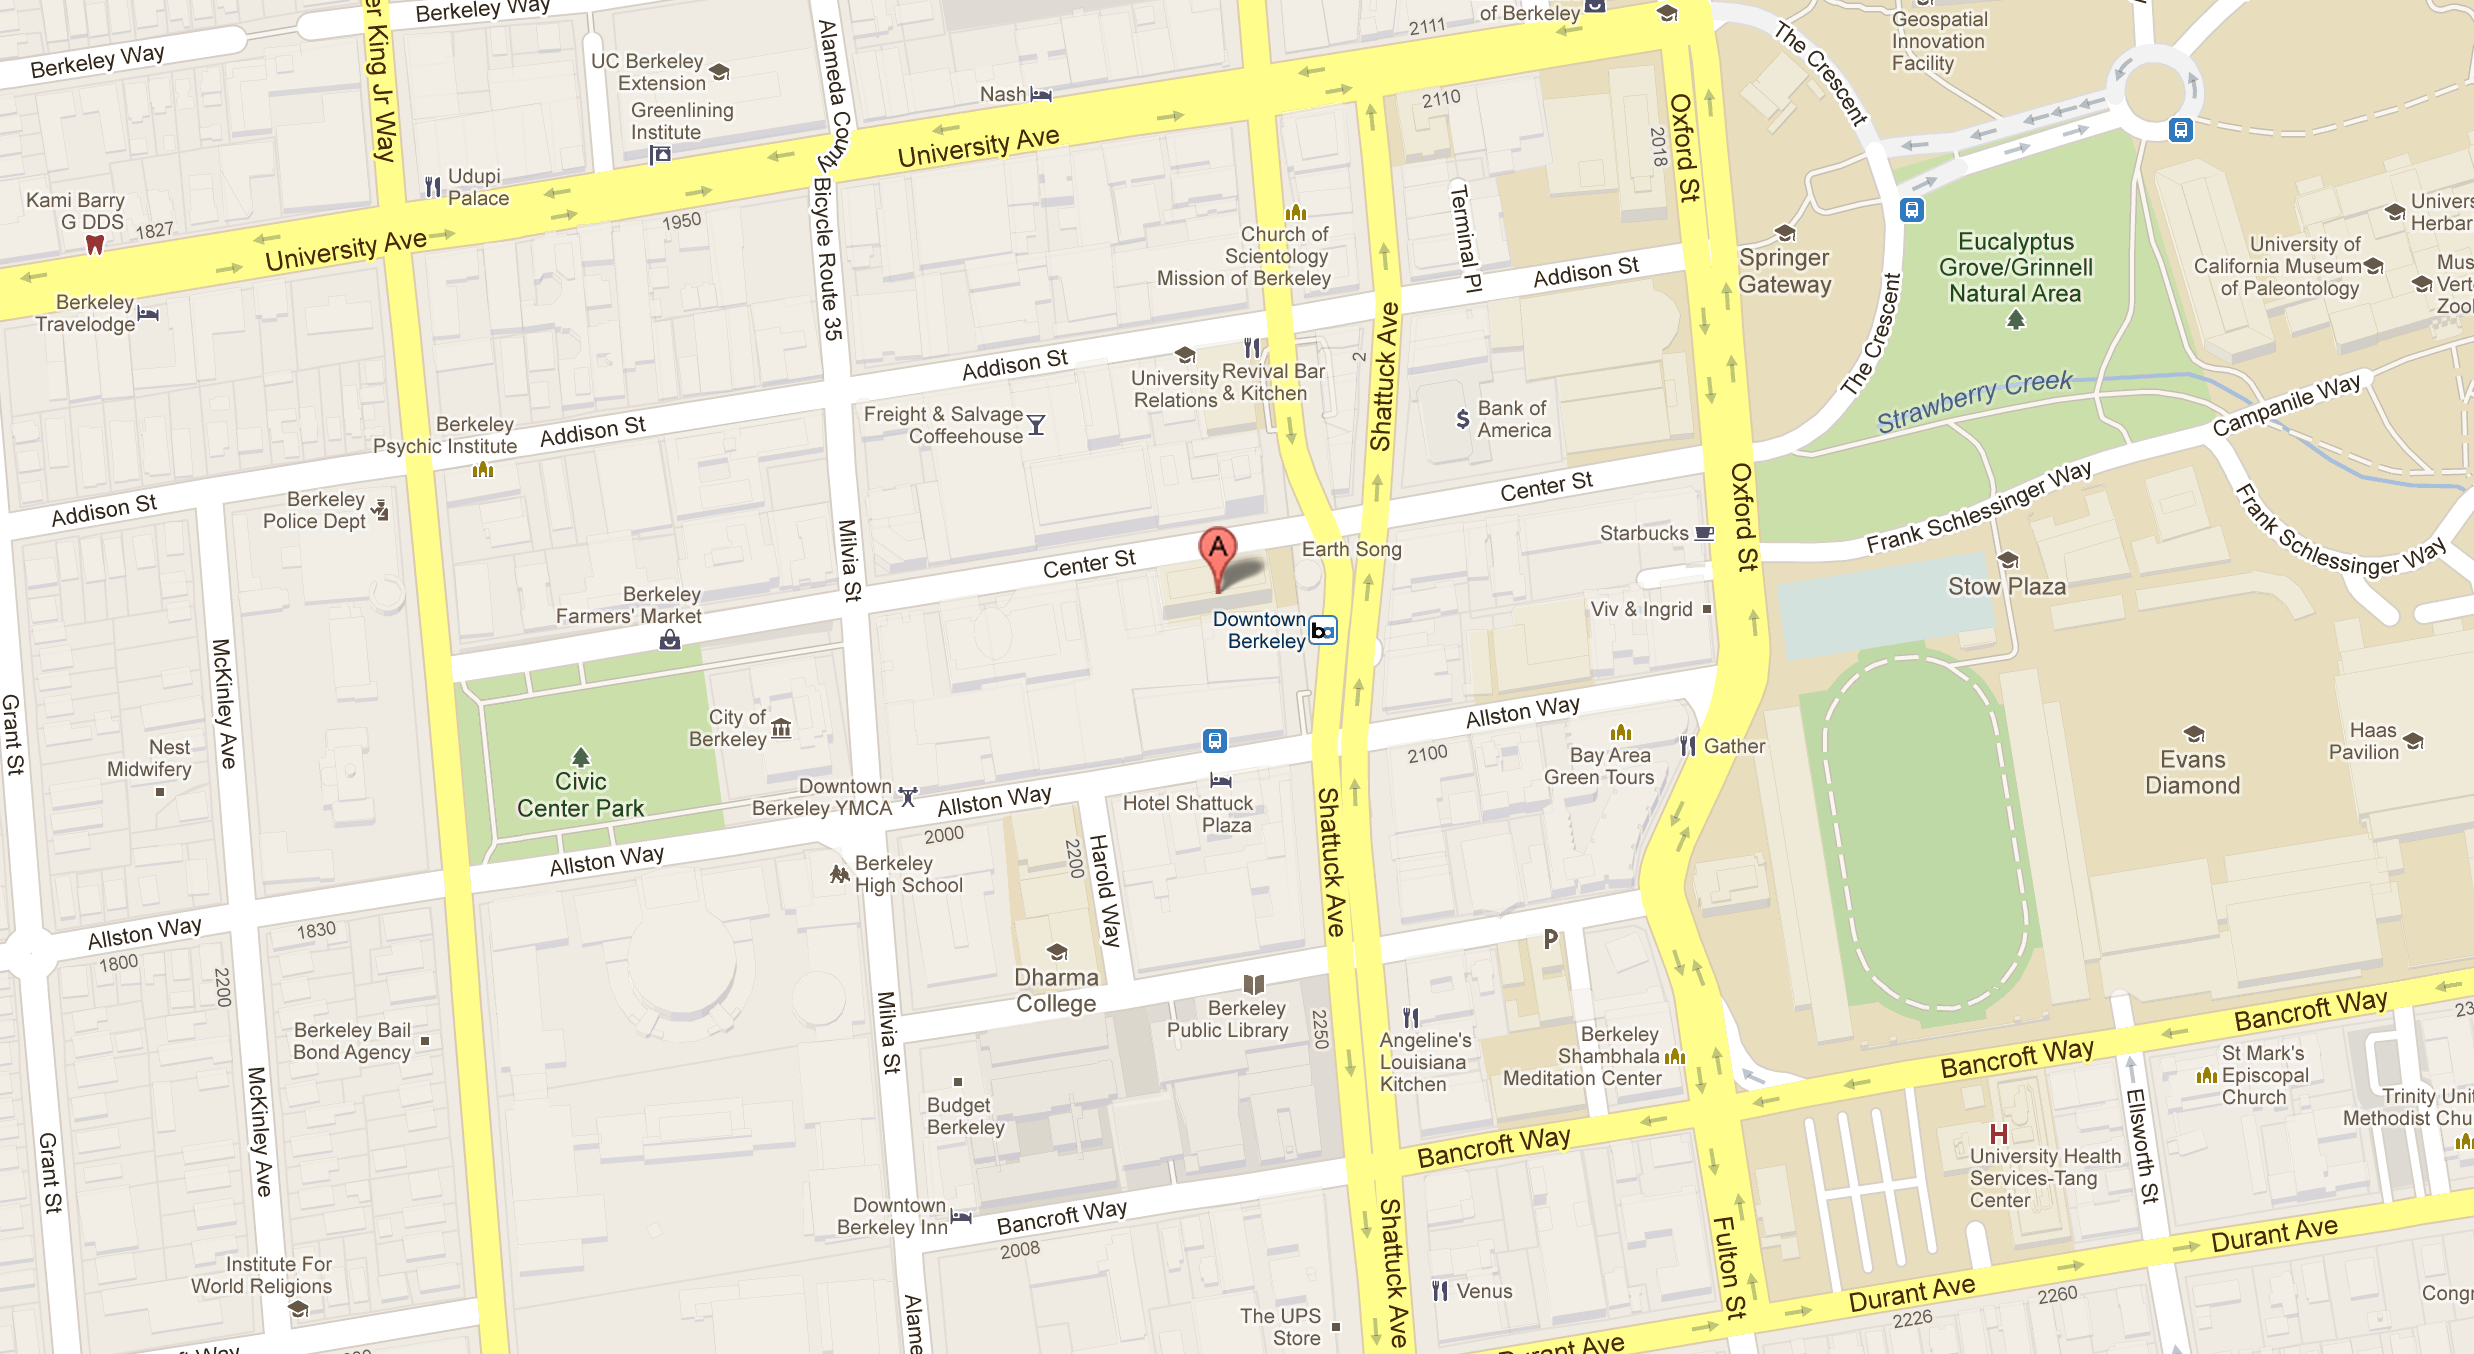 Berkeley Way
Berkeley Way
er King Jr Way
Alameda County Bicycle Route 35
2111
of Berkeley
The Crescent
Geospatial
Innovation
Facility
UC Berkeley
Extension
Greenlining
Institute
Nash
2110
2018
Oxford St
University Ave
Udupi
Palace
Kami Barry
G DDS
1827
University Ave
1950
Terminal Pl
Church of
Scientology
Mission of Berkeley
Addison St
Springer
Gateway
Eucalyptus
Grove/Grinnell
Natural Area
University of
California Museum
of Paleontology
Univers
Herbar
Mus
Vert
Zool
Berkeley
Travelodge
The Crescent
Shattuck Ave
2
Addison St
University
Relations
Revival Bar
& Kitchen
Strawberry Creek
Campanile Way
Freight & Salvage
Coffeehouse
Bank of
America
Berkeley
Psychic Institute
Addison St
Addison St
Berkeley
Police Dept
Center St
Oxford St
Frank Schlessinger Way
Frank Schlessinger Way
Milvia St
A
Center St
Earth Song
Starbucks
Stow Plaza
Viv & Ingrid
Berkeley
Farmers' Market
Downtown
Berkeley
ba
McKinley Ave
Grant St
Nest
Midwifery
City of
Berkeley
Allston Way
2100
Bay Area
Green Tours
Gather
Evans
Diamond
Haas
Pavilion
Civic
Center Park
Downtown
Berkeley YMCA
Allston Way
2000
Hotel Shattuck
Plaza
Shattuck Ave
2200
Harold Way
Allston Way
Berkeley
High School
Allston Way
1800
1830
2200
P
Dharma
College
Berkeley
Public Library
2250
Angeline's
Louisiana
Kitchen
Berkeley
Shambhala
Meditation Center
Bancroft Way
Bancroft Way
23
St Mark's
Episcopal
Church
Trinity Unit
Methodist Chu
Ellsworth St
Berkeley Bail
Bond Agency
Milvia St
McKinley Ave
Grant St
Budget
Berkeley
Bancroft Way
H
University Health
Services-Tang
Center
Downtown
Berkeley Inn
Bancroft Way
2008
Shattuck Ave
Fulton St
Durant Ave
Durant Ave
2260
2226
Durant Ave
Institute For
World Religions
Alame
The UPS
Store
Venus
$
Congr
Way